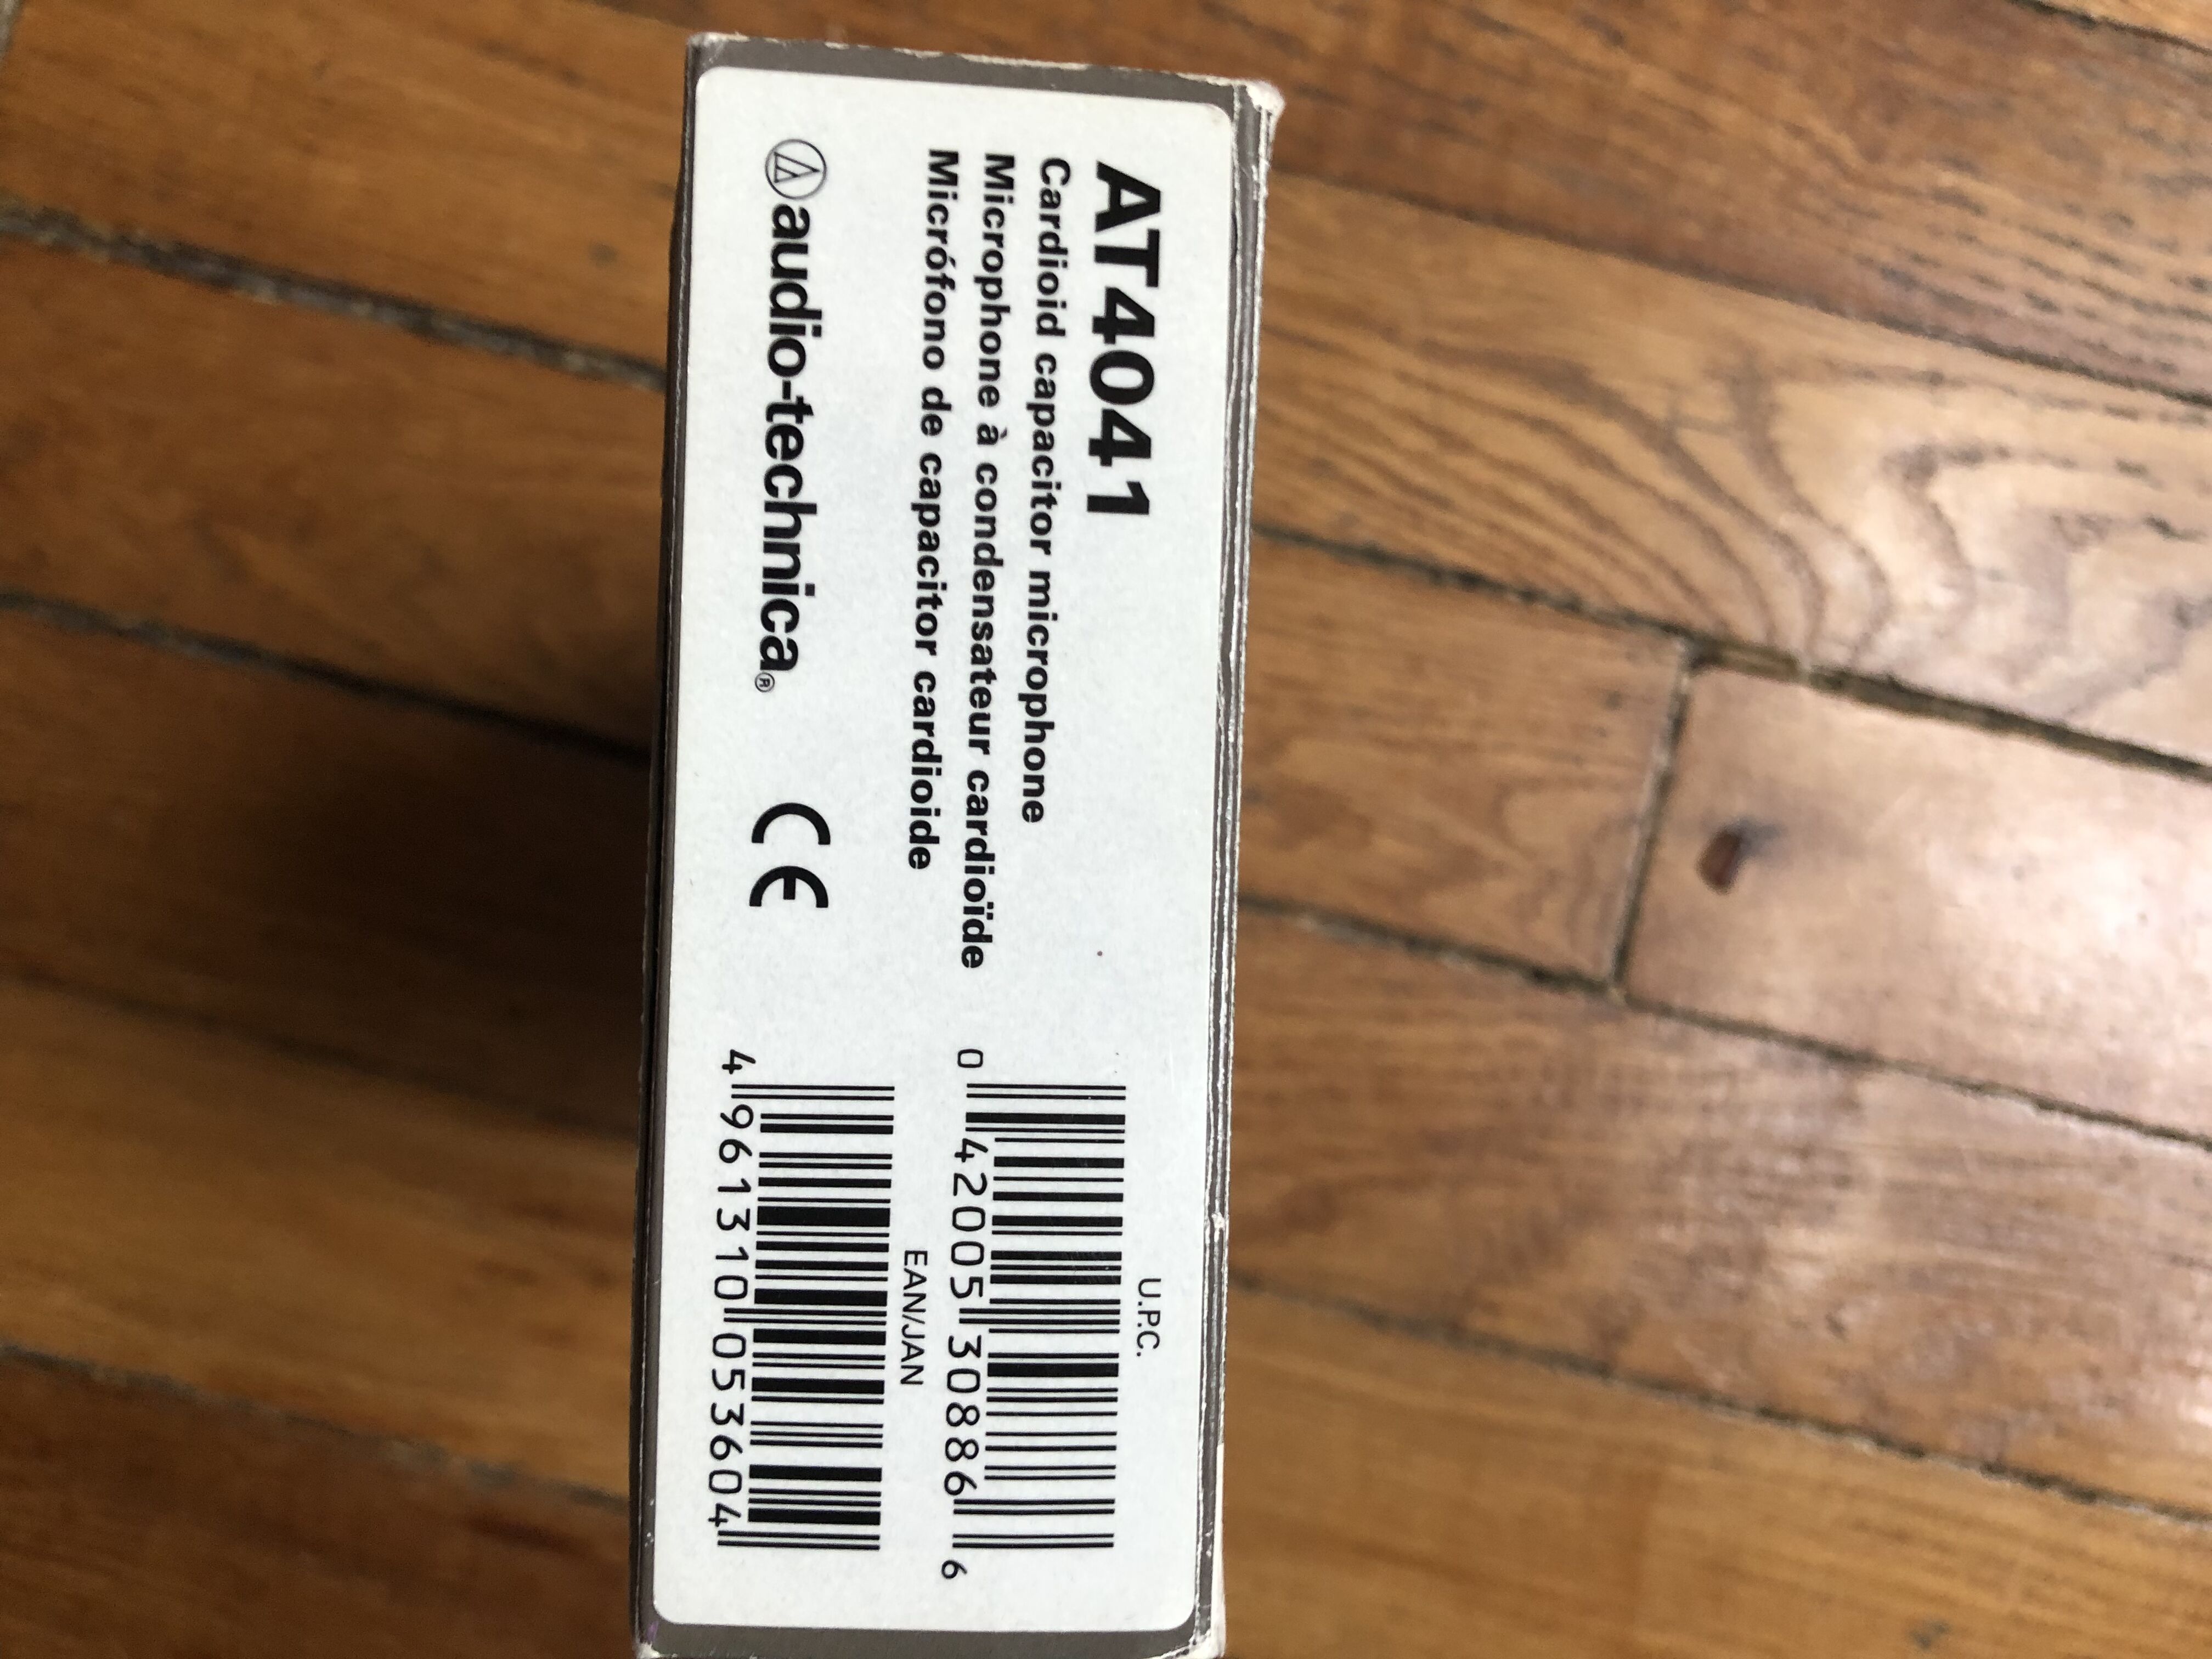 AT4041
Cardioid capacitor microphone
Microphone à condensateur cardioïde
Micrófono de capacitor cardioide
audio-technica®
CE
U.P.C.
0 42005 30886 6
EAN/JAN
4 961310 053604